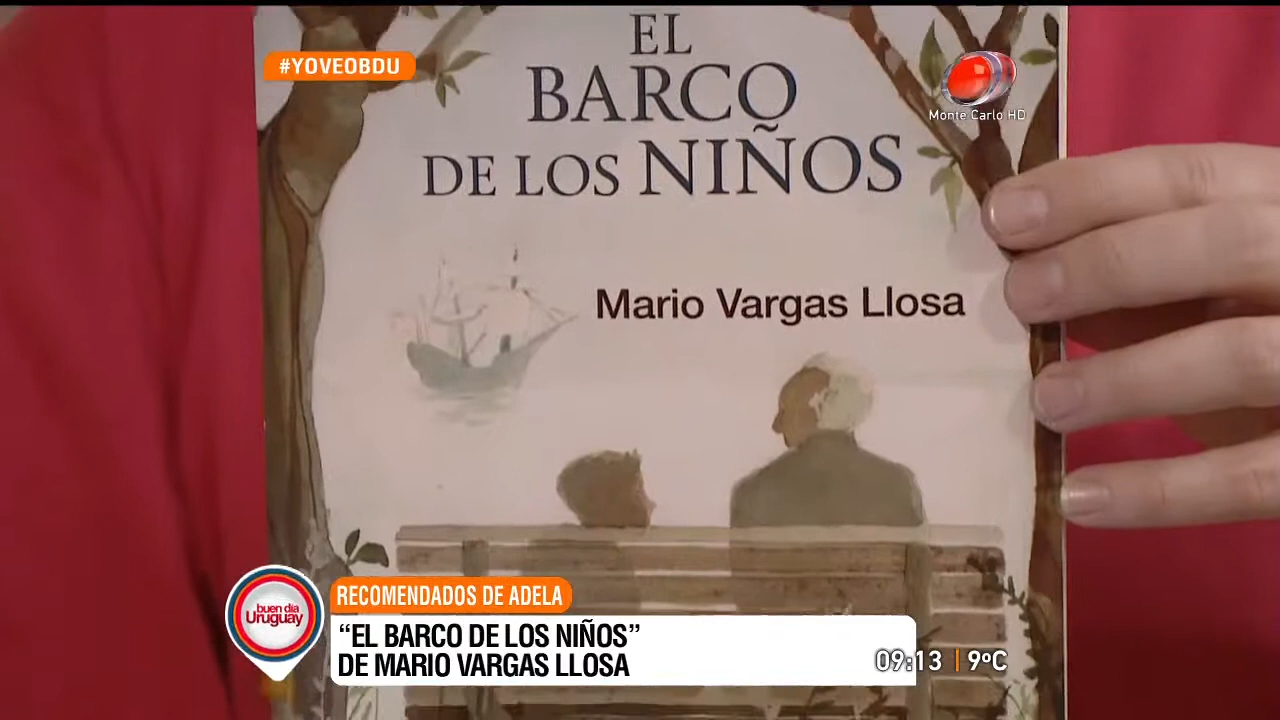 #YOVEOBDU
Monte Carlo HD
EL
BARCO
DE LOS NIÑOS
Mario Vargas Llosa
buen día
Uruguay
RECOMENDADOS DE ADELA
“EL BARCO DE LOS NIÑOS”
DE MARIO VARGAS LLOSA
09:13 | 9ºC